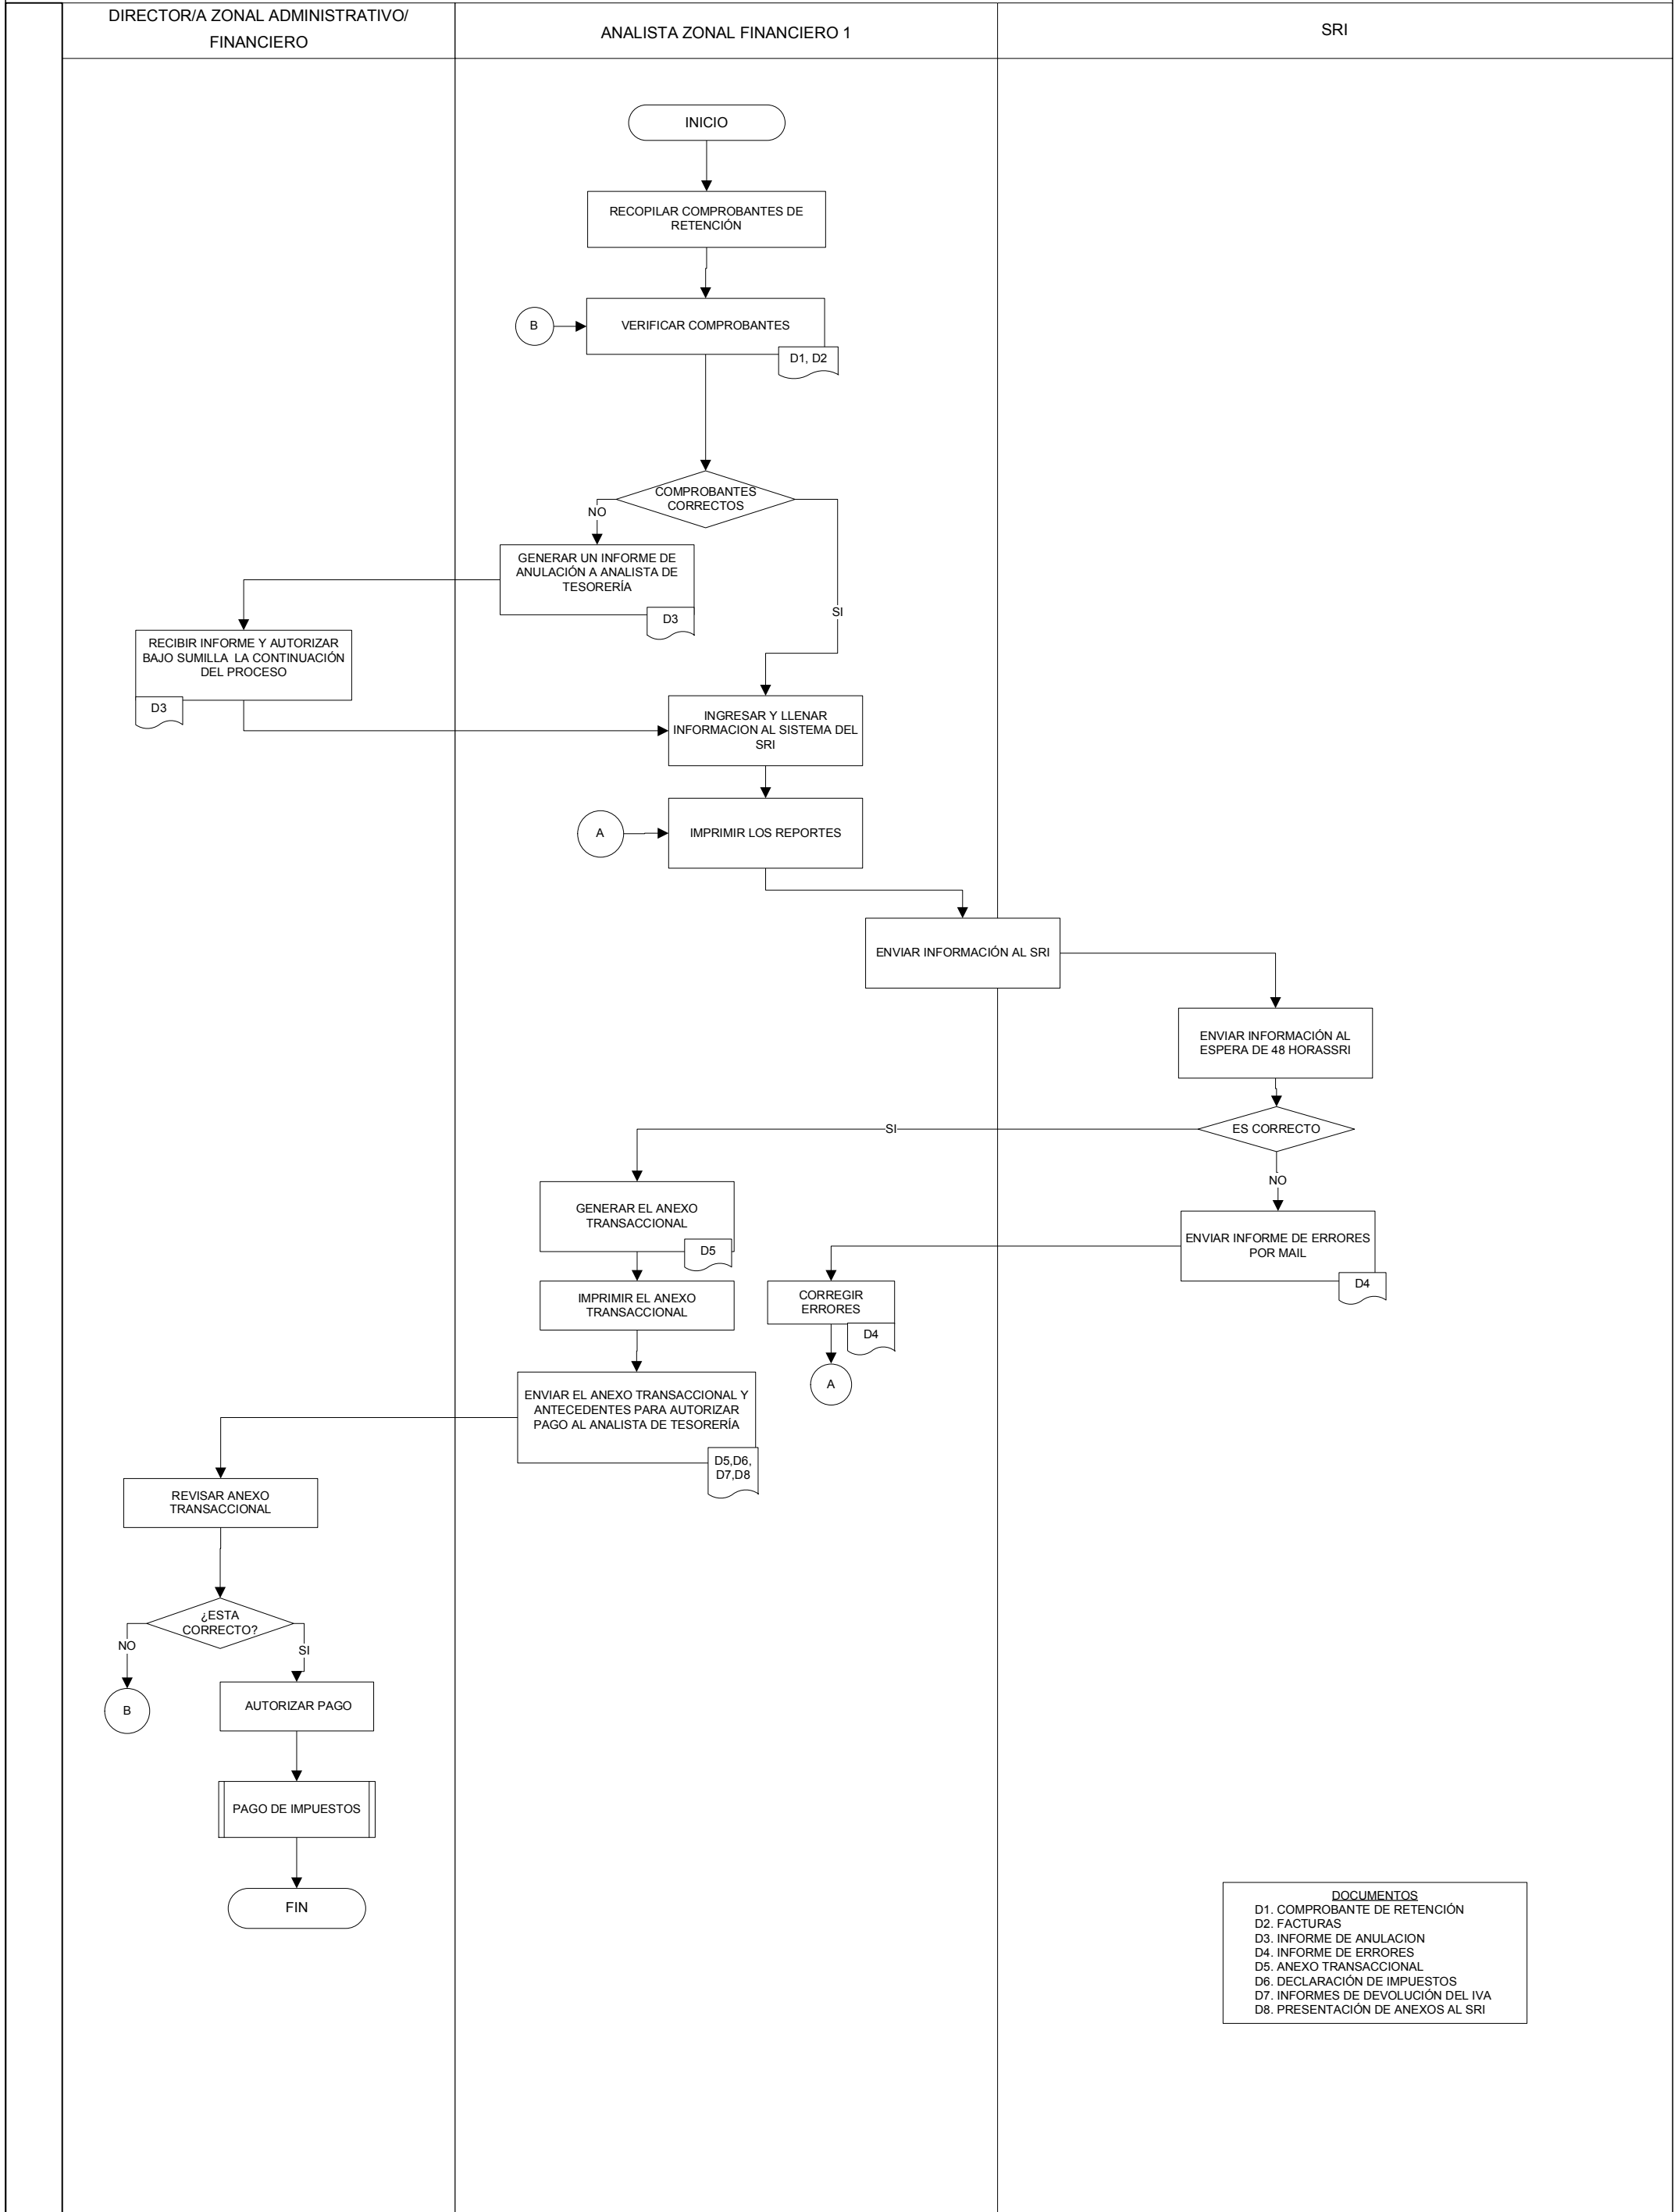 DIRECTOR/A ZONAL ADMINISTRATIVO/
FINANCIERO
ANALISTA ZONAL FINANCIERO 1
SRI
INICIO
RECOPILAR COMPROBANTES DE
RETENCIÓN
B
VERIFICAR COMPROBANTES
D1, D2
COMPROBANTES
CORRECTOS
NO
SI
GENERAR UN INFORME DE
ANULACIÓN A ANALISTA DE
TESORERÍA
D3
RECIBIR INFORME Y AUTORIZAR
BAJO SUMILLA LA CONTINUACIÓN
DEL PROCESO
D3
INGRESAR Y LLENAR
INFORMACION AL SISTEMA DEL
SRI
A
IMPRIMIR LOS REPORTES
ENVIAR INFORMACIÓN AL SRI
ENVIAR INFORMACIÓN AL
ESPERA DE 48 HORASSRI
ES CORRECTO
SI
NO
GENERAR EL ANEXO
TRANSACCIONAL
D5
ENVIAR INFORME DE ERRORES
POR MAIL
D4
IMPRIMIR EL ANEXO
TRANSACCIONAL
CORREGIR
ERRORES
D4
A
ENVIAR EL ANEXO TRANSACCIONAL Y
ANTECEDENTES PARA AUTORIZAR
PAGO AL ANALISTA DE TESORERÍA
D5,D6,
D7,D8
REVISAR ANEXO
TRANSACCIONAL
¿ESTA
CORRECTO?
NO
SI
B
AUTORIZAR PAGO
PAGO DE IMPUESTOS
FIN
DOCUMENTOS
D1. COMPROBANTE DE RETENCIÓN
D2. FACTURAS
D3. INFORME DE ANULACION
D4. INFORME DE ERRORES
D5. ANEXO TRANSACCIONAL
D6. DECLARACIÓN DE IMPUESTOS
D7. INFORMES DE DEVOLUCIÓN DEL IVA
D8. PRESENTACIÓN DE ANEXOS AL SRI